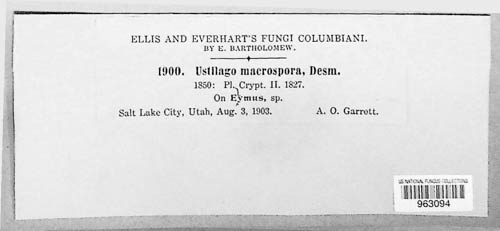 ELLIS AND EVERHART'S FUNGI COLUMBIANI.
BY E. BARTHOLOMEW.
1900. Ustilago macrospora, Desm.
1850: Pl. Crypt. II. 1827.
On Eymus, sp.
Salt Lake City, Utah, Aug. 3, 1903. A. O. Garrett.
US NATIONAL FUNGUS COLLECTIONS
963094